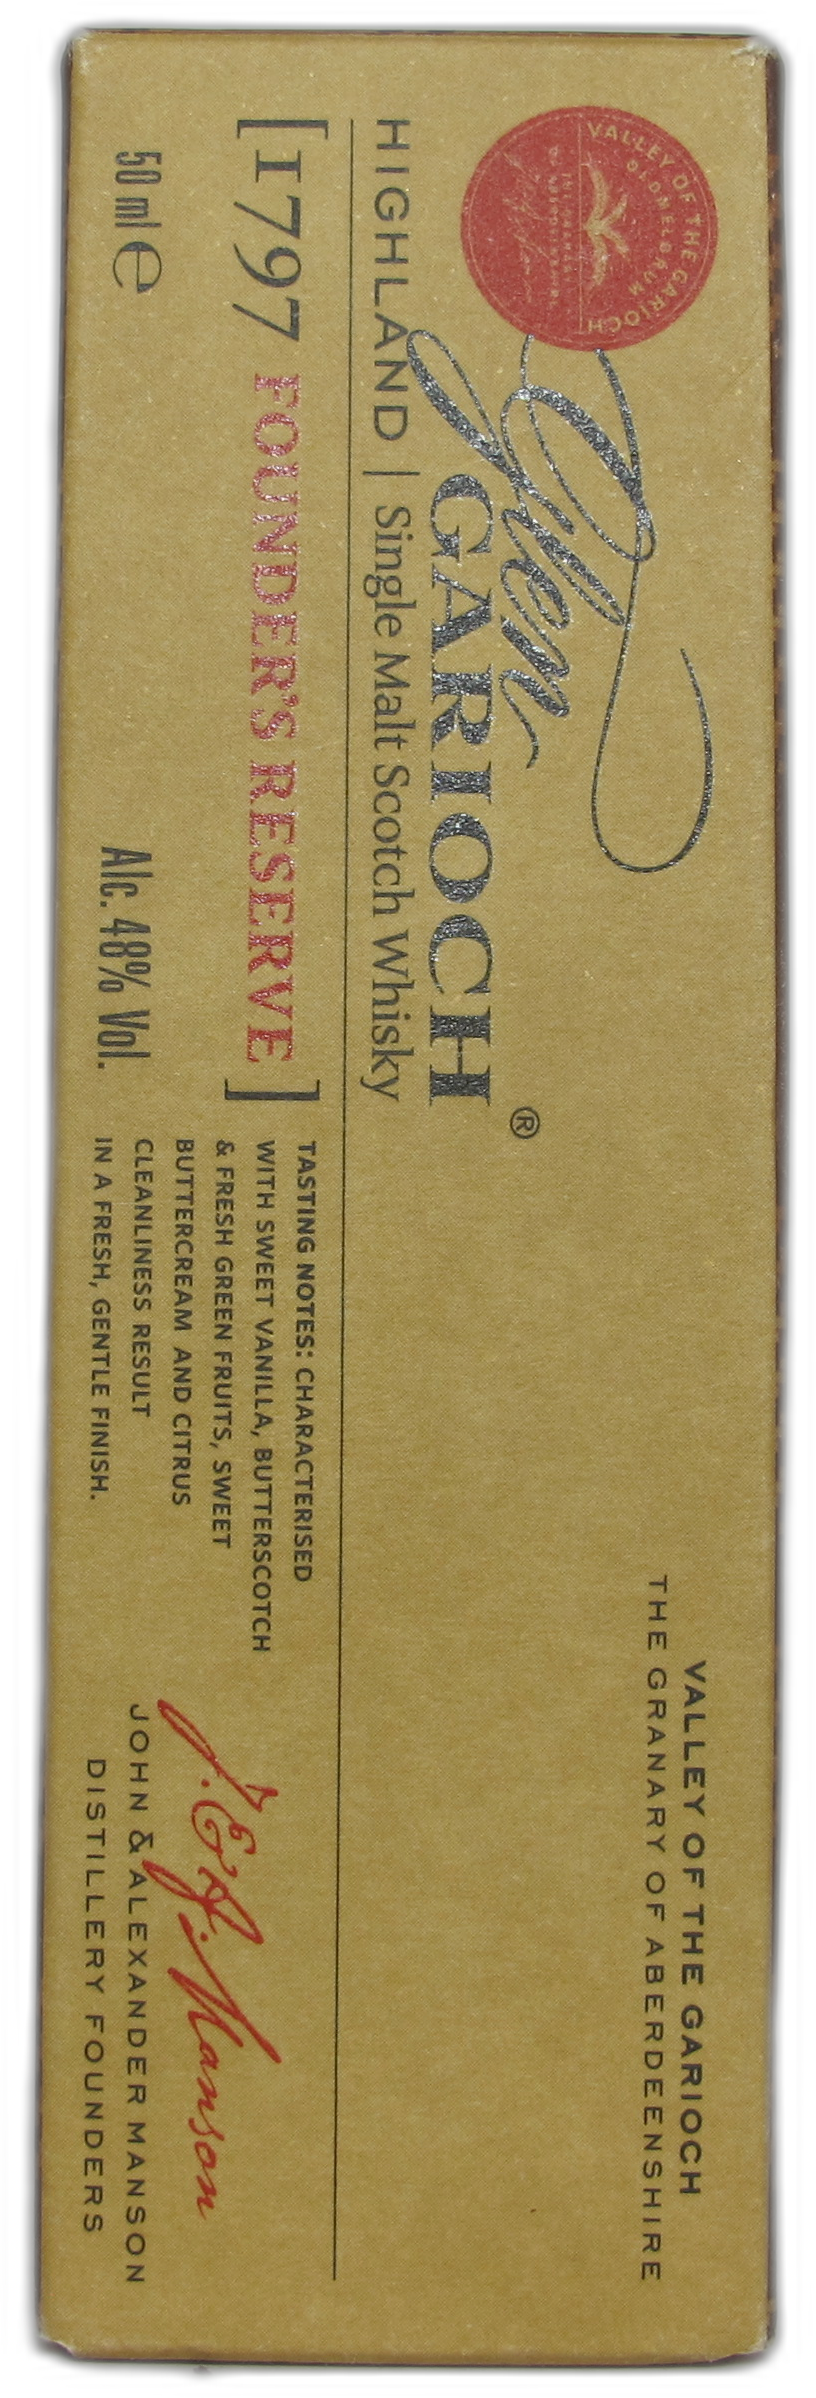 VALLEY OF THE GARIOCH
OLDMELDRUM
VALLEY OF THE GARIOCH
THE GRANARY OF ABERDEENSHIRE
Glen
GARIOCH®
HIGHLAND | Single Malt Scotch Whisky
[1797 FOUNDER'S RESERVE]
50 ml e
Alc. 48% Vol.
TASTING NOTES: CHARACTERISED
WITH SWEET VANILLA, BUTTERSCOTCH
& FRESH GREEN FRUITS, SWEET
BUTTERCREAM AND CITRUS
CLEANLINESS RESULT
IN A FRESH, GENTLE FINISH.
J. & A. Manson
JOHN & ALEXANDER MANSON
DISTILLERY FOUNDERS